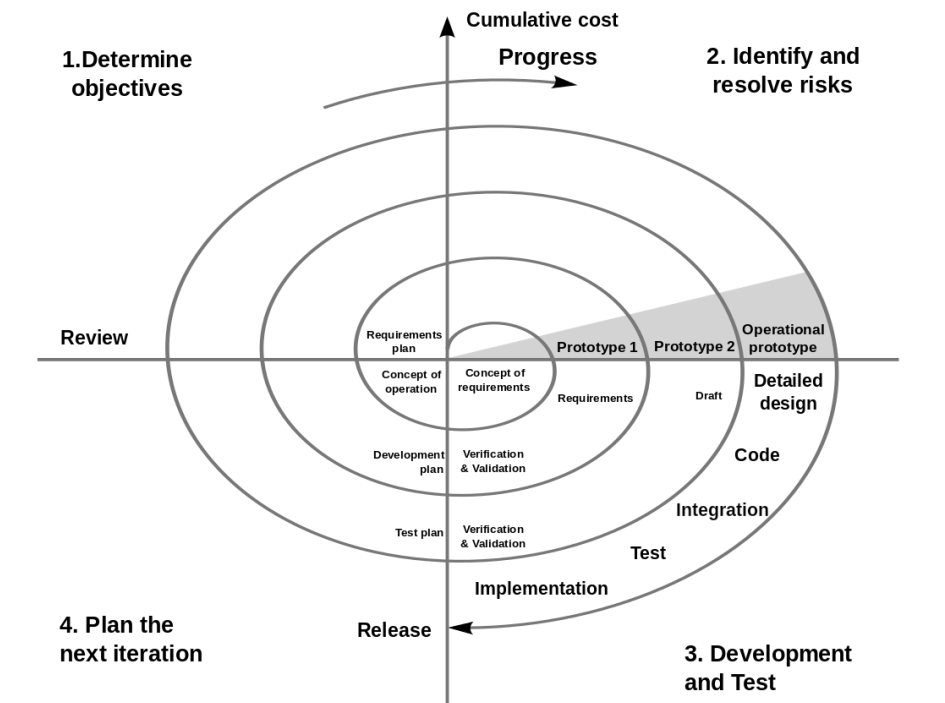 Cumulative cost
Progress
1.Determine
objectives
2. Identify and
resolve risks
Review
Requirements
plan
Prototype 1
Prototype 2
Operational
prototype
Concept of
operation
Concept of
requirements
Requirements
Draft
Detailed
design
Development
plan
Verification
& Validation
Code
Integration
Test plan
Verification
& Validation
Test
Implementation
Release
4. Plan the
next iteration
3. Development
and Test